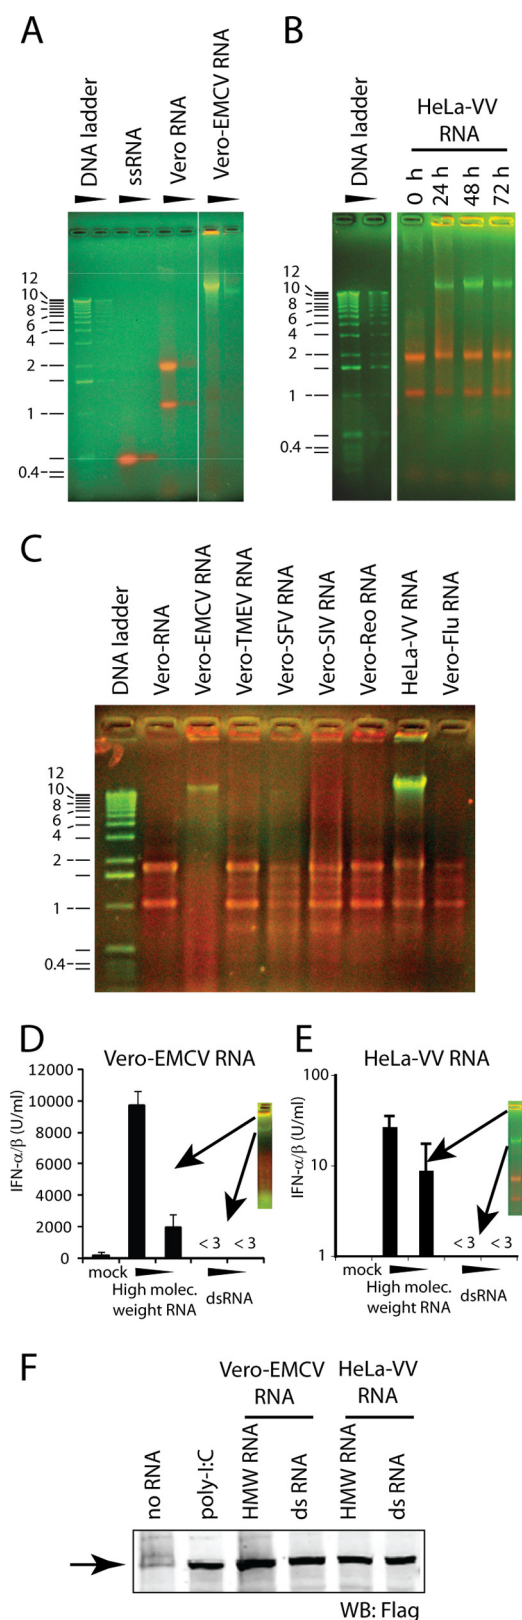 A
DNA ladder
ssRNA
Vero RNA
Vero-EMCV RNA
12
10
8
6
4
2
1
0.4
B
HeLa-VV
RNA
DNA ladder
0 h
24 h
48 h
72 h
12
10
8
6
4
2
1
0.4
C
DNA ladder
Vero-RNA
Vero-EMCV RNA
Vero-TMEV RNA
Vero-SFV RNA
Vero-SIV RNA
Vero-Reo RNA
HeLa-VV RNA
Vero-Flu RNA
12
10
8
6
4
2
1
0.4
D
Vero-EMCV RNA
IFN-α/β (U/ml)
12000
10000
8000
6000
4000
2000
0
< 3 < 3
mock
High molec.
weight RNA
dsRNA
E
HeLa-VV RNA
IFN-α/β (U/ml)
100
10
1
< 3 < 3
mock
High molec.
weight RNA
dsRNA
F
Vero-EMCV
RNA
HeLa-VV
RNA
no RNA
poly-I:C
HMW RNA
ds RNA
HMW RNA
ds RNA
WB: Flag